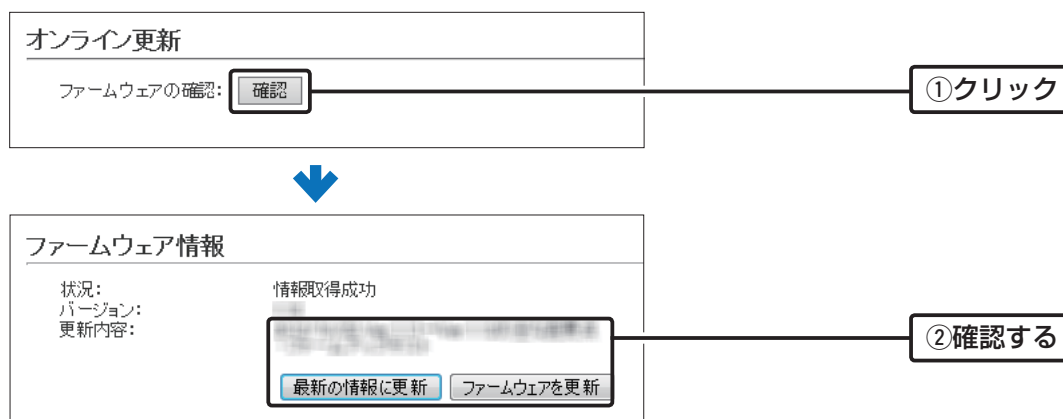 オンライン更新
ファームウェアの確認: 確認
①クリック
ファームウェア情報
状況: 情報取得成功
バージョン:
更新内容:
②確認する
最新の情報に更新 ファームウェアを更新